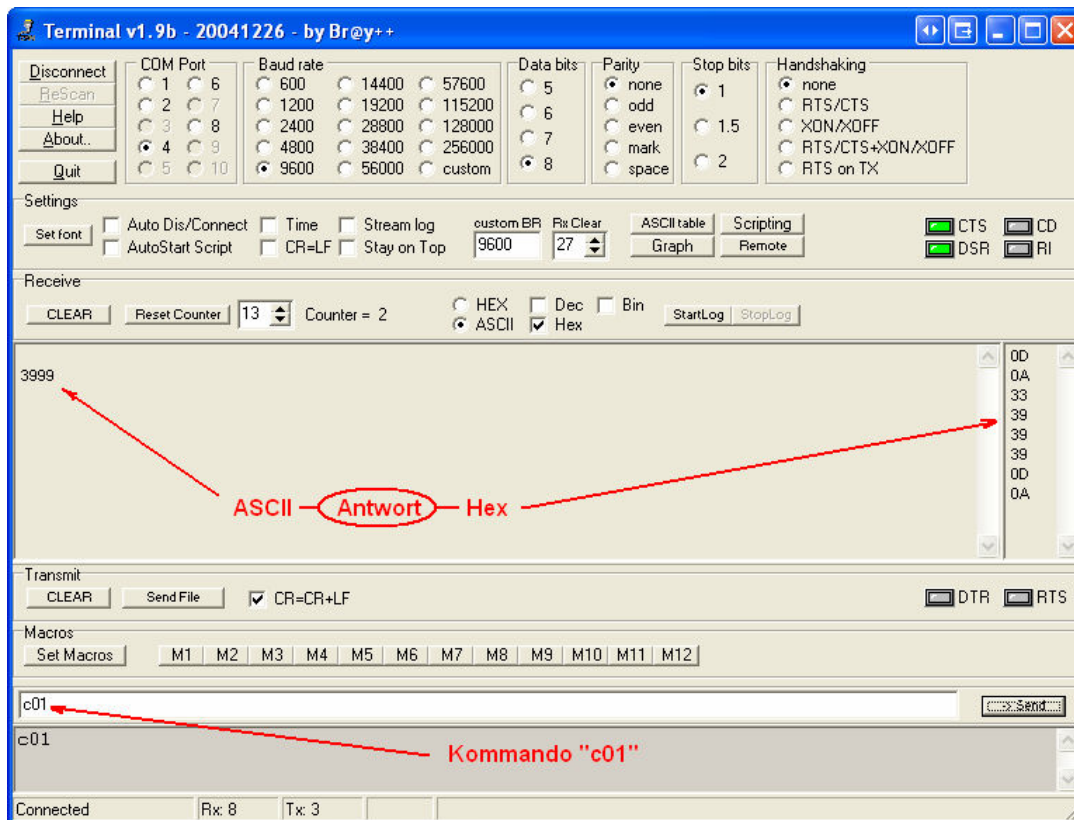 Terminal v1.9b - 20041226 - by Br@y++
Disconnect
ReScan
Help
About..
Quit
COM Port
1 6
2 7
3 8
4 9
5 10
Baud rate
600 14400 57600
1200 19200 115200
2400 28800 128000
4800 38400 256000
9600 56000 custom
Data bits
5
6
7
8
Parity
none
odd
even
mark
space
Stop bits
1
1.5
2
Handshaking
none
RTS/CTS
XON/XOFF
RTS/CTS+XON/XOFF
RTS on TX
Settings
Set font
Auto Dis/Connect Time Stream log
AutoStart Script CR=LF Stay on Top
custom BR Rx Clear
9600 27
ASCII table Scripting
Graph Remote
CTS CD
DSR RI
Receive
CLEAR Reset Counter 13 Counter = 2
HEX Dec Bin
ASCII Hex
StartLog StopLog
3999
0D
0A
33
39
39
39
0D
0A
ASCII Antwort Hex
Transmit
CLEAR Send File CR=CR+LF DTR RTS
Macros
Set Macros M1 M2 M3 M4 M5 M6 M7 M8 M9 M10 M11 M12
c01 -> Send
c01
Kommando "c01"
Connected Rx: 8 Tx: 3